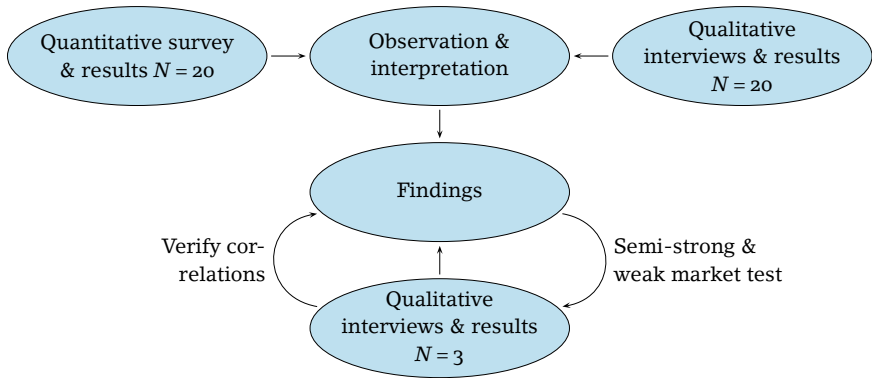 Quantitative survey
& results N = 20
Observation &
interpretation
Qualitative
interviews & results
N = 20
Findings
Verify cor-
relations
Semi-strong &
weak market test
Qualitative
interviews & results
N = 3